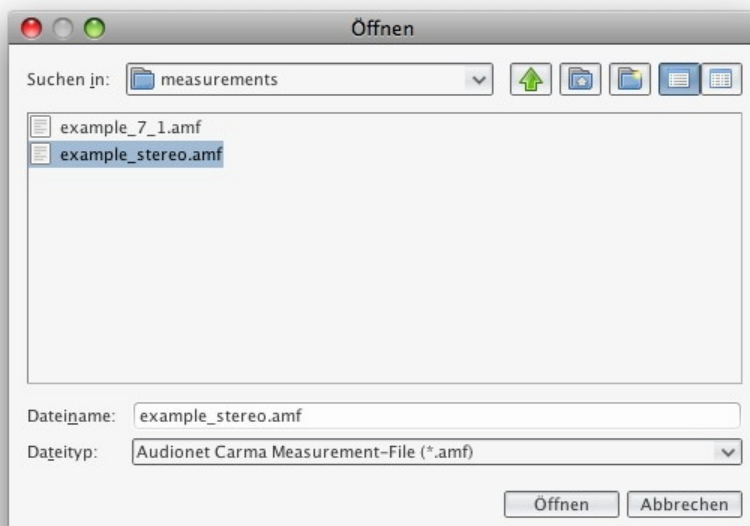 Öffnen
Suchen in: measurements
example_7_1.amf
example_stereo.amf
Dateiname: example_stereo.amf
Dateityp: Audionet Carma Measurement-File (*.amf)
Öffnen Abbrechen